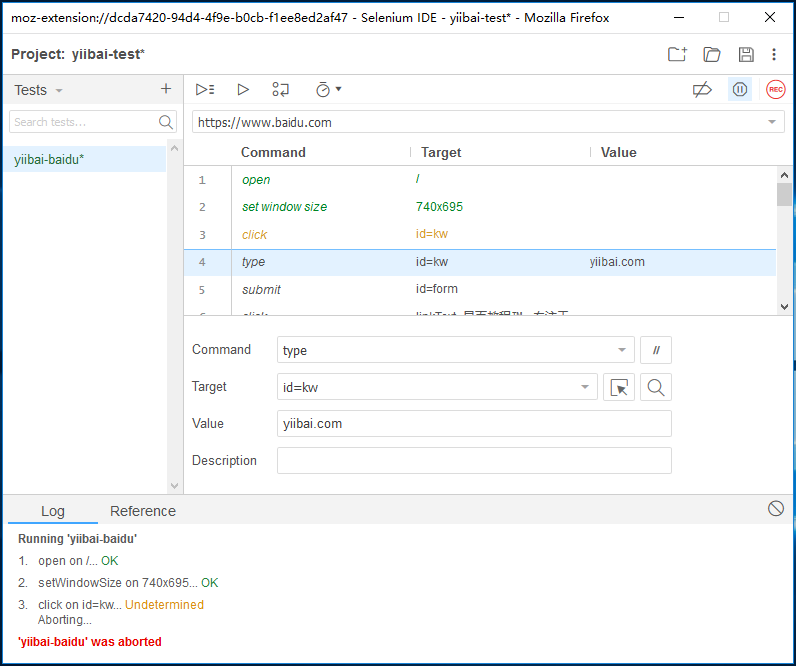 moz-extension://dcda7420-94d4-4f9e-b0cb-f1ee8ed2af47 - Selenium IDE - yiibai-test* - Mozilla Firefox
Project: yiibai-test*
Tests
REC
Search tests...
https://www.baidu.com
Command Target Value
yiibai-baidu*
1 open /
2 set window size 740x695
3 click id=kw
4 type id=kw yiibai.com
5 submit id=form
Command type //
Target id=kw
Value yiibai.com
Description
Log Reference
Running 'yiibai-baidu'
1. open on /... OK
2. setWindowSize on 740x695... OK
3. click on id=kw... Undetermined
Aborting...
'yiibai-baidu' was aborted